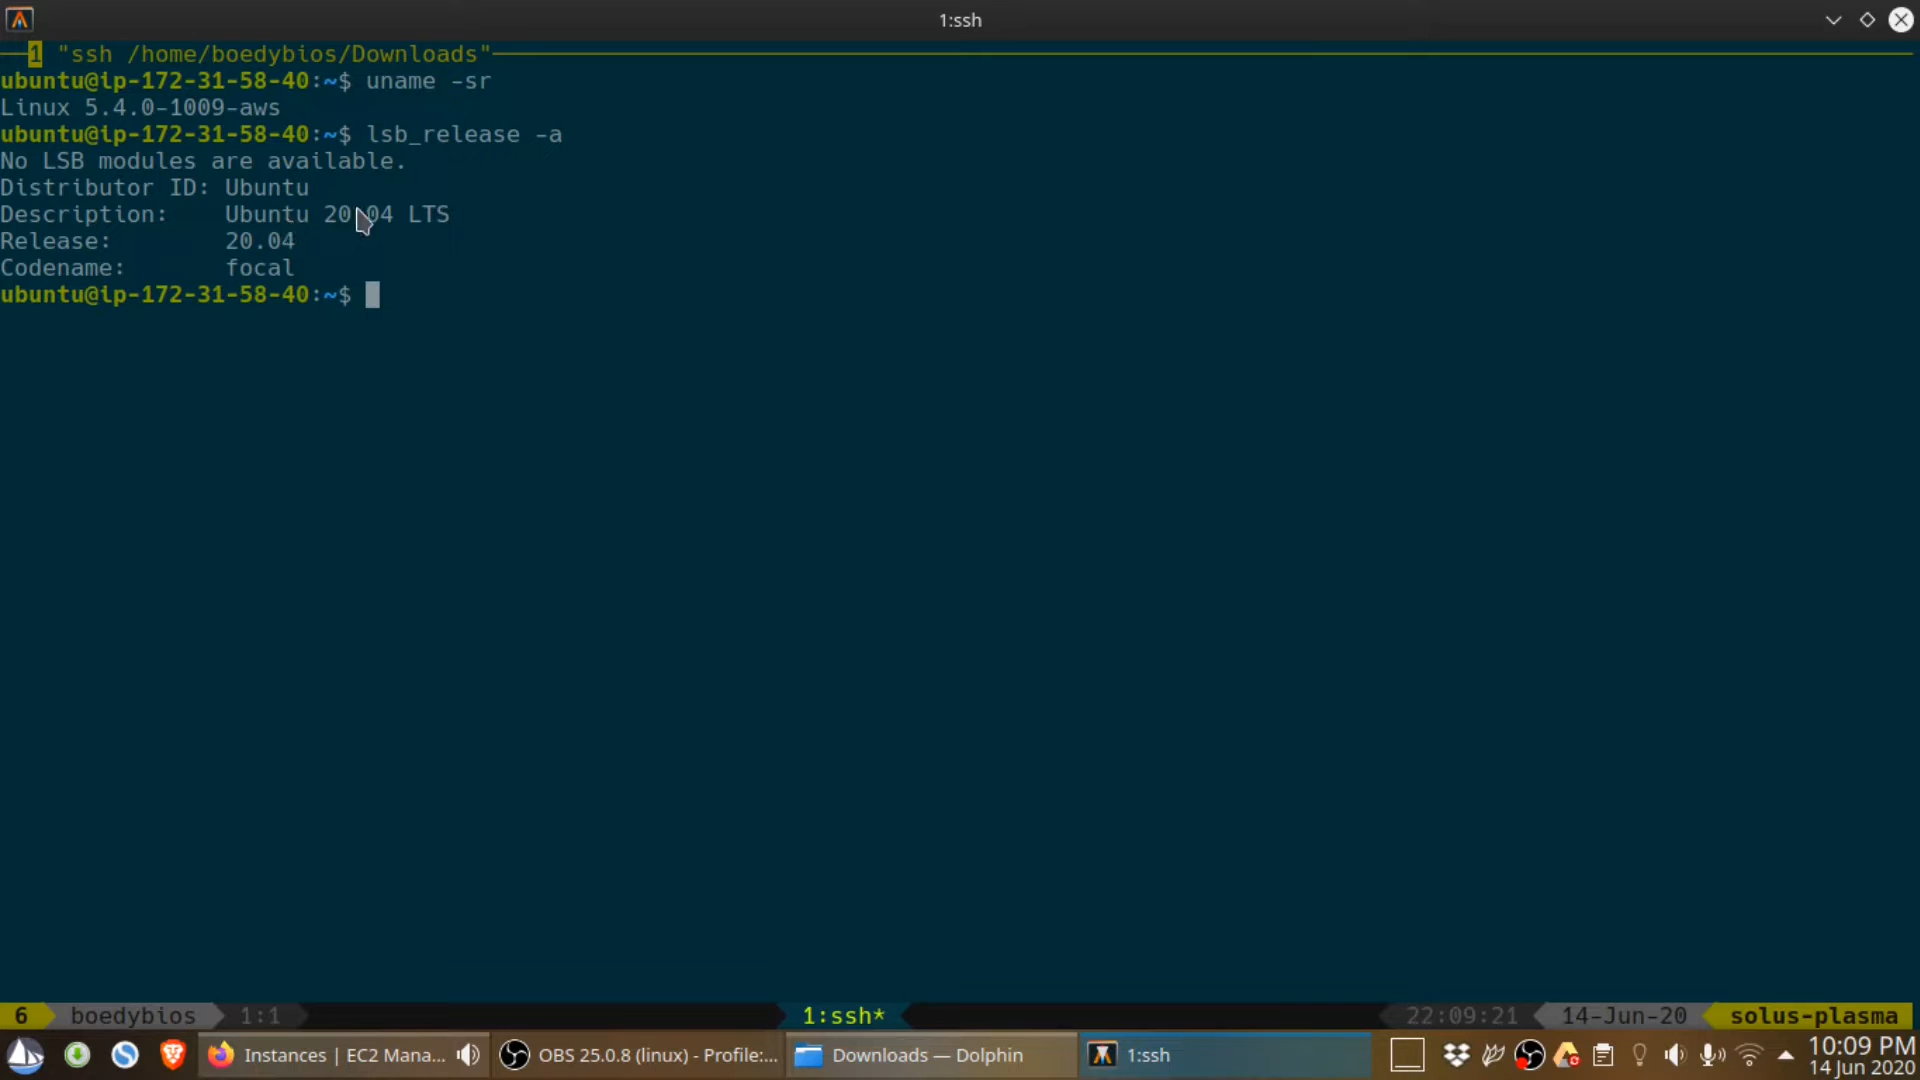 1:ssh
1 "ssh /home/boedybios/Downloads"
ubuntu@ip-172-31-58-40:~$ uname -sr
Linux 5.4.0-1009-aws
ubuntu@ip-172-31-58-40:~$ lsb_release -a
No LSB modules are available.
Distributor ID: Ubuntu
Description: Ubuntu 20.04 LTS
Release: 20.04
Codename: focal
ubuntu@ip-172-31-58-40:~$
6 boedybios 1:1 1:ssh* 22:09:21 14-Jun-20 solus-plasma
Instances | EC2 Mana... OBS 25.0.8 (linux) - Profile:... Downloads — Dolphin 1:ssh 10:09 PM
14 Jun 2020